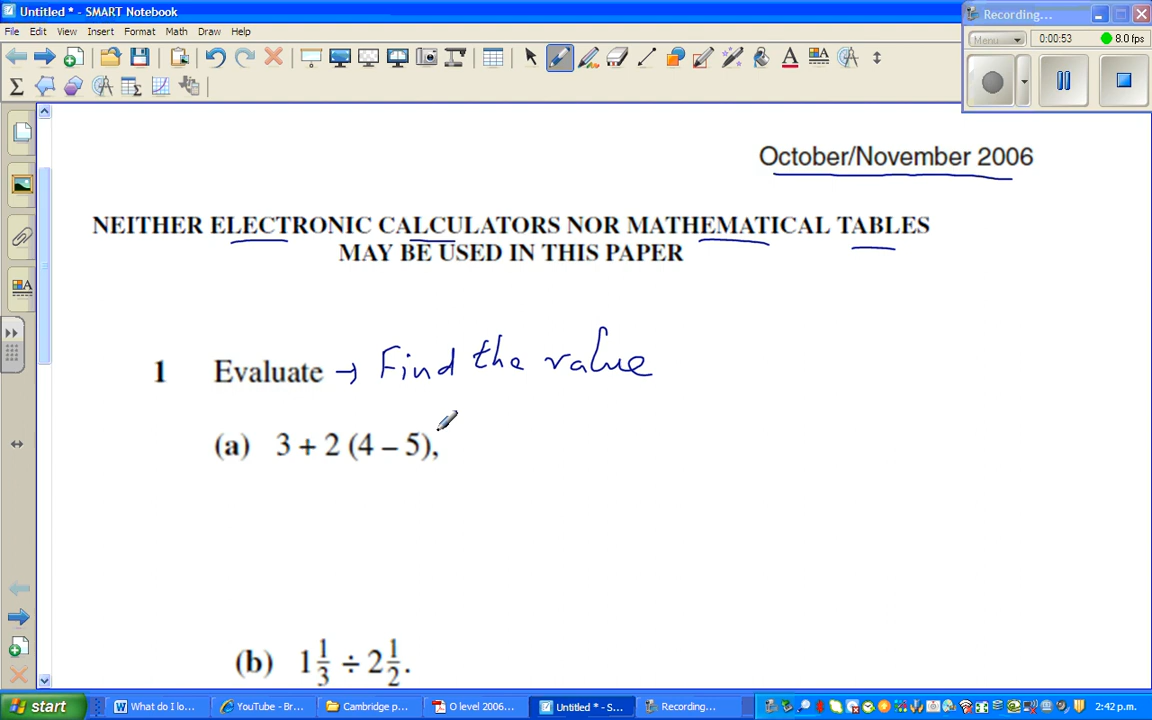 Untitled * - SMART Notebook
Recording...
File Edit View Insert Format Math Draw Help
Menu 0:00:53 8.0 fps
October/November 2006
NEITHER ELECTRONIC CALCULATORS NOR MATHEMATICAL TABLES
MAY BE USED IN THIS PAPER
1 Evaluate → Find the value
(a) 3 + 2 (4 – 5),
(b) 1 1/3 ÷ 2 1/2.
start What do I lo... YouTube - Br... Cambridge p... O level 2006... Untitled * - S... Recording... 2:42 p.m.